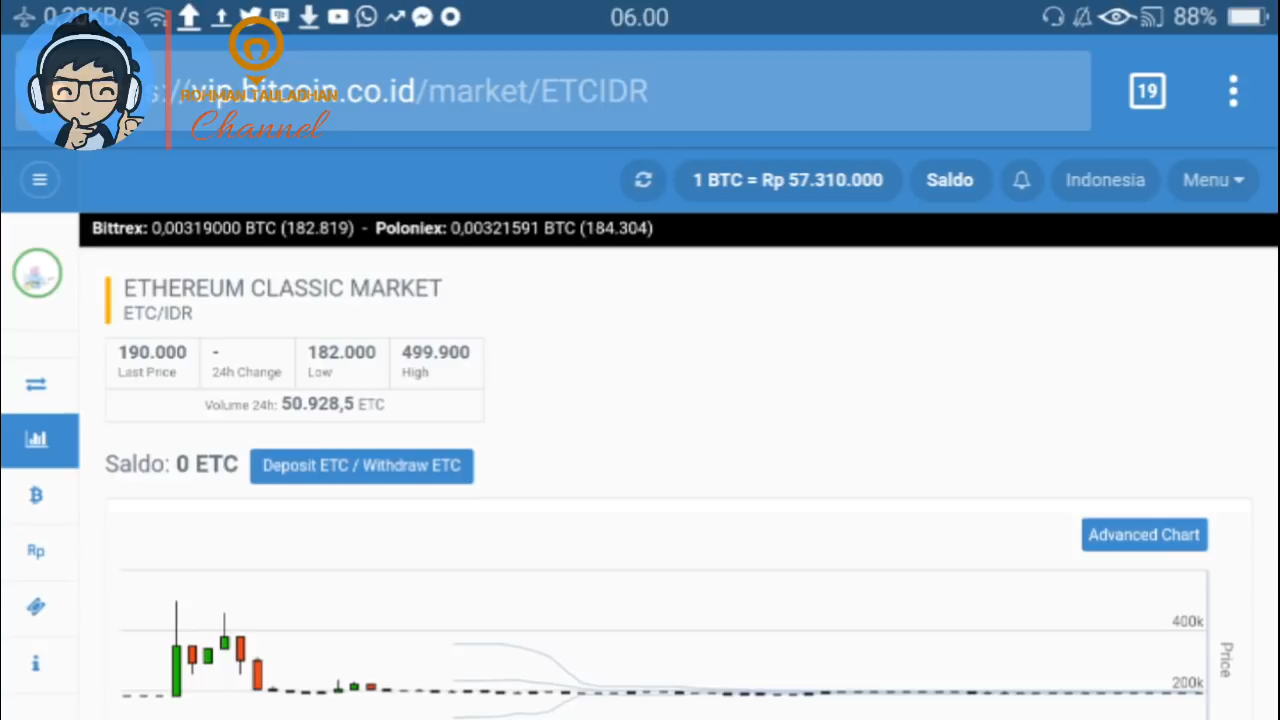 0.20KB/s
06.00
88%
://vip.bitcoin.co.id/market/ETCIDR
19
ROHMAN TAULADHAN
Channel
1 BTC = Rp 57.310.000
Saldo
Indonesia
Menu
Bittrex: 0,00319000 BTC (182.819) - Poloniex: 0,00321591 BTC (184.304)
ETHEREUM CLASSIC MARKET
ETC/IDR
190.000 - 182.000 499.900
Last Price 24h Change Low High
Volume 24h: 50.928,5 ETC
Saldo: 0 ETC
Deposit ETC / Withdraw ETC
Rp
Advanced Chart
400k
Price
200k